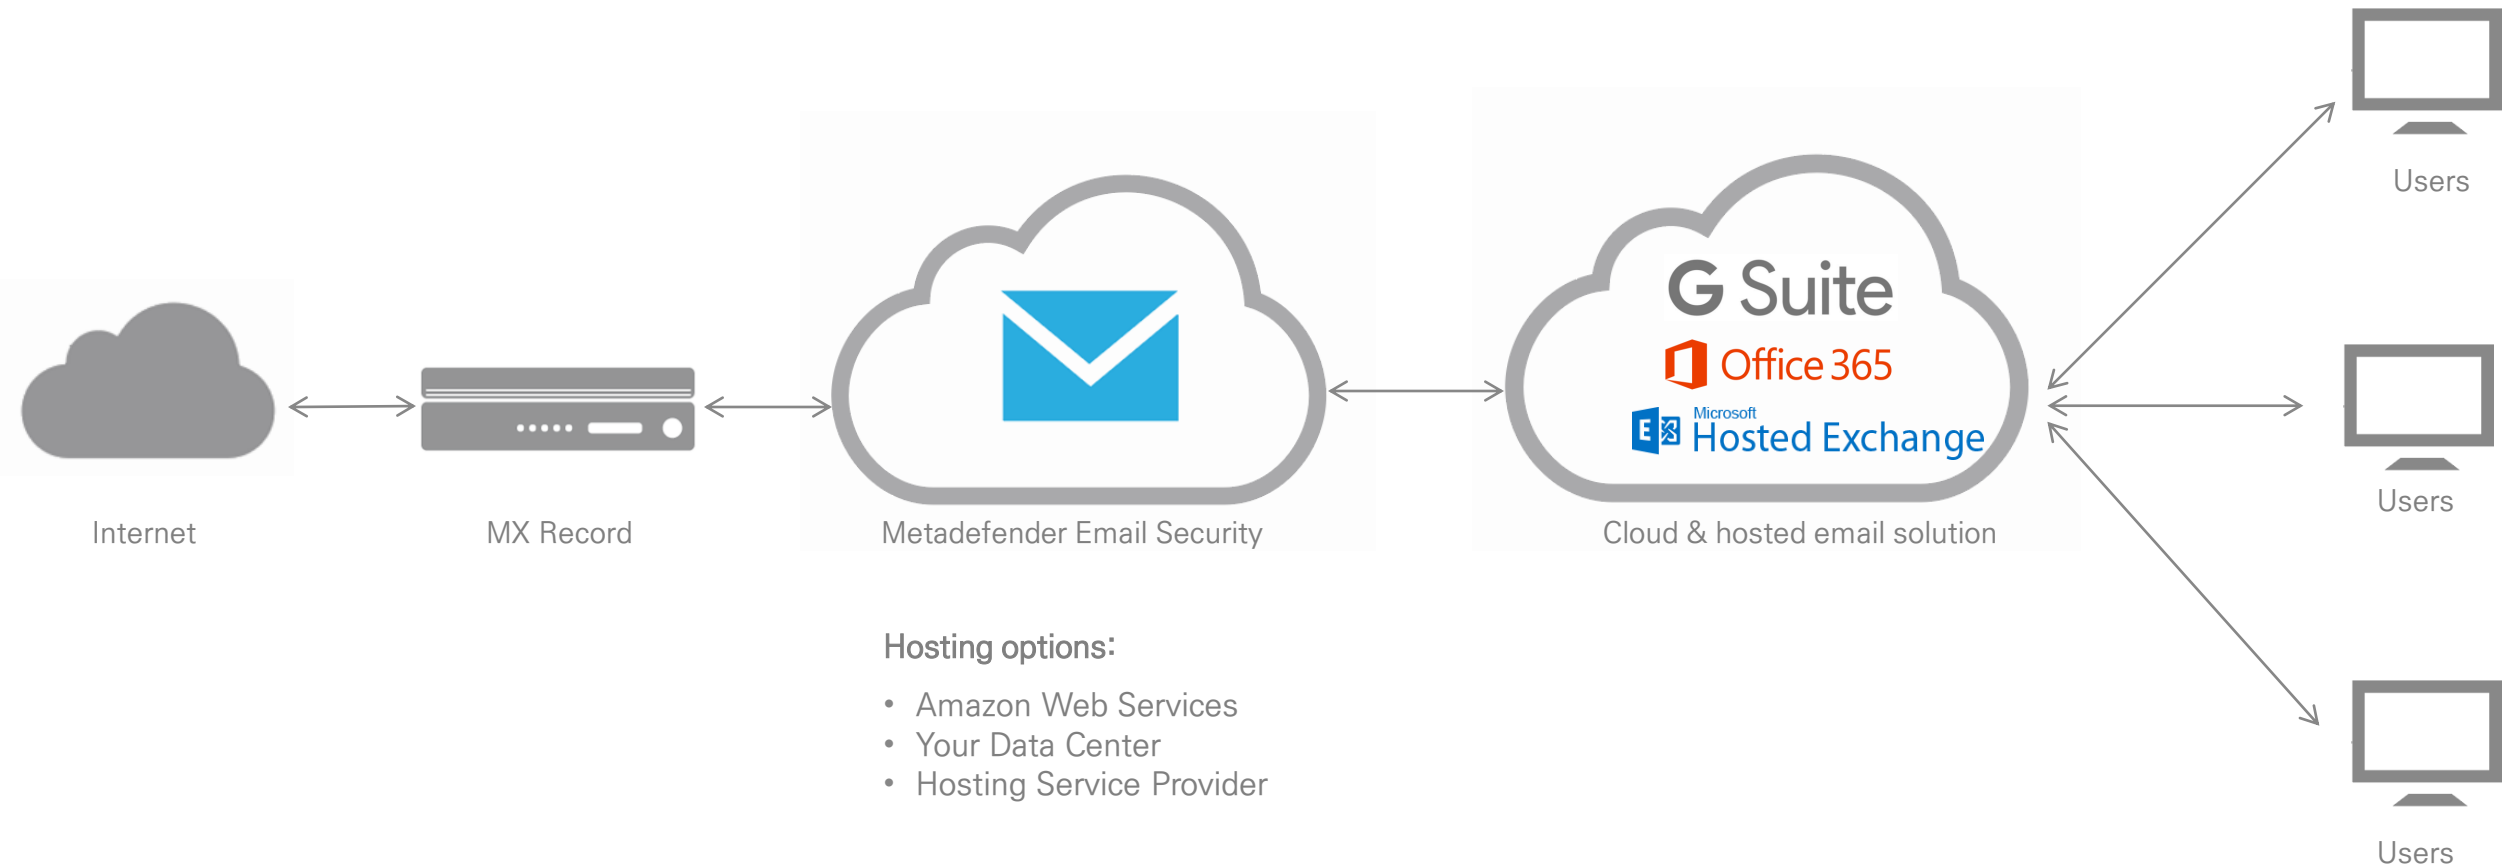 Users
G Suite
Office 365
Microsoft
E Hosted Exchange
Users
Internet
MX Record
Metadefender Email Security
Cloud & hosted email solution
Hosting options:
• Amazon Web Services
• Your Data Center
• Hosting Service Provider
Users